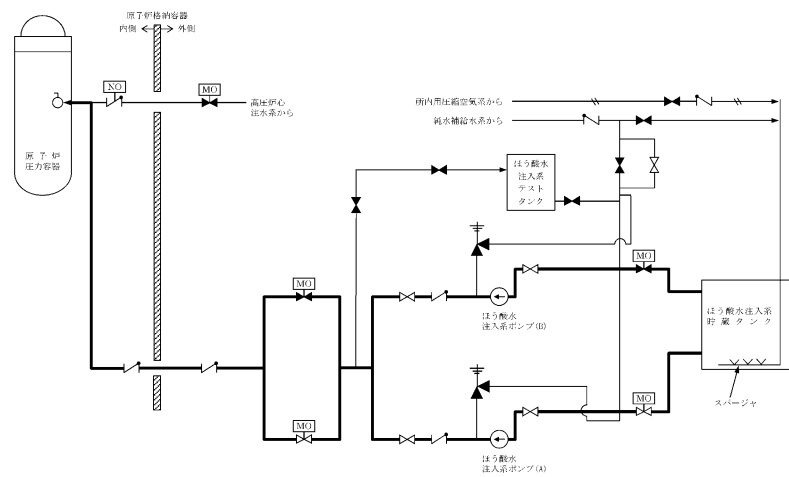 原子炉格納容器
内側
外側
NO
MO
高圧炉心
注水系から
所内用圧縮空気系から
純水補給水系から
原子炉
圧力容器
ほう酸水
注入系
テスト
タンク
MO
MO
ほう酸水
注入系ポンプ(B)
ほう酸水注入系
貯蔵タンク
スパージャ
MO
MO
ほう酸水
注入系ポンプ(A)